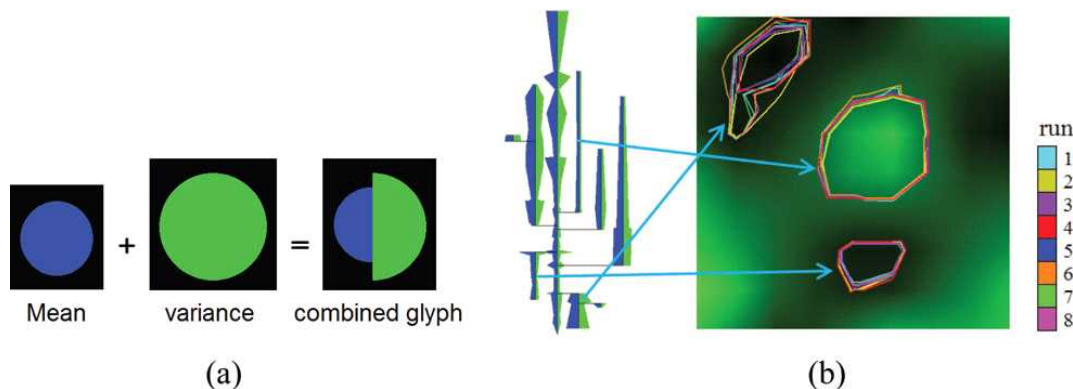 (b)
run
1
2
3
4
5
6
7
8
+
=
Mean
variance
combined glyph
(a)
(b)